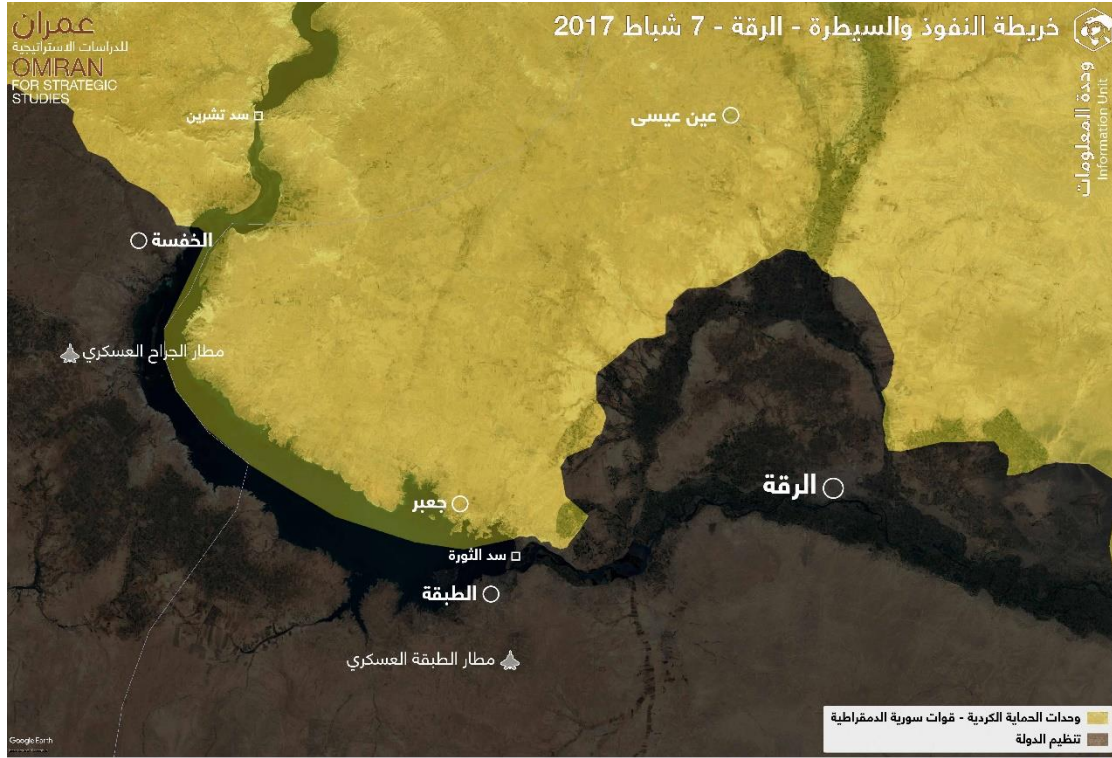 خريطة النفوذ والسيطرة - الرقة - 7 شباط 2017
وحدة المعلومات
Information Unit
عمران
للدراسات الاستراتيجية
OMRAN
FOR STRATEGIC
STUDIES
سد تشرين
عين عيسى
الخفسة
مطار الجراح العسكري
الرقة
جعبر
سد الثورة
الطبقة
مطار الطبقة العسكري
وحدات الحماية الكردية - قوات سورية الدمقراطية
تنظيم الدولة
Google Earth